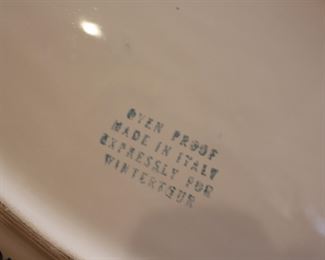 OVEN PROOF
MADE IN ITALY
EXPRESSLY FOR
WINTERTHUR